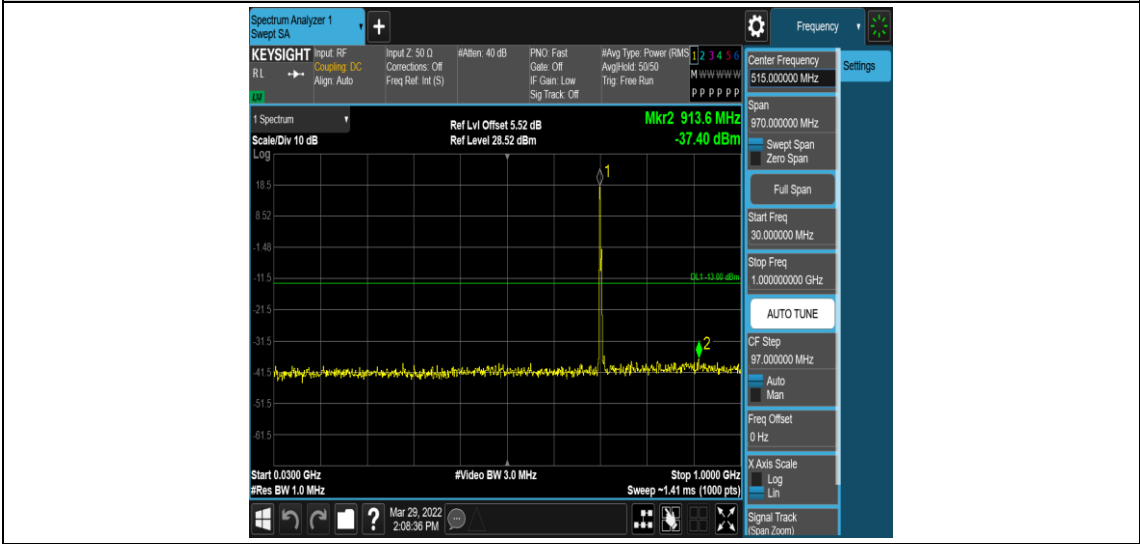 Spectrum Analyzer 1
Swept SA
+
Frequency
KEYSIGHT
RL
Input: RF
Coupling: DC
Align: Auto
Input Z: 50 Ω
Corrections: Off
Freq Ref: Int (S)
#Atten: 40 dB
PNO: Fast
Gate: Off
IF Gain: Low
Sig Track: Off
#Avg Type: Power (RMS
Avg|Hold: 50/50
Trig: Free Run
1 2 3 4 5 6
M W W W W W
P P P P P P
1 Spectrum
Scale/Div 10 dB
Log
Ref Lvl Offset 5.52 dB
Ref Level 28.52 dBm
Mkr2 913.6 MHz
-37.40 dBm
1
18.5
8.52
-1.48
-11.5
DL1 -13.00 dBm
-21.5
-31.5
2
-41.5
-51.5
-61.5
Start 0.0300 GHz
#Res BW 1.0 MHz
#Video BW 3.0 MHz
Stop 1.0000 GHz
Sweep ~1.41 ms (1000 pts)
?
Mar 29, 2022
2:08:36 PM
Center Frequency
515.000000 MHz
Settings
Span
970.000000 MHz
Swept Span
Zero Span
Full Span
Start Freq
30.000000 MHz
Stop Freq
1.000000000 GHz
AUTO TUNE
CF Step
97.000000 MHz
Auto
Man
Freq Offset
0 Hz
X Axis Scale
Log
Lin
Signal Track
(Span Zoom)